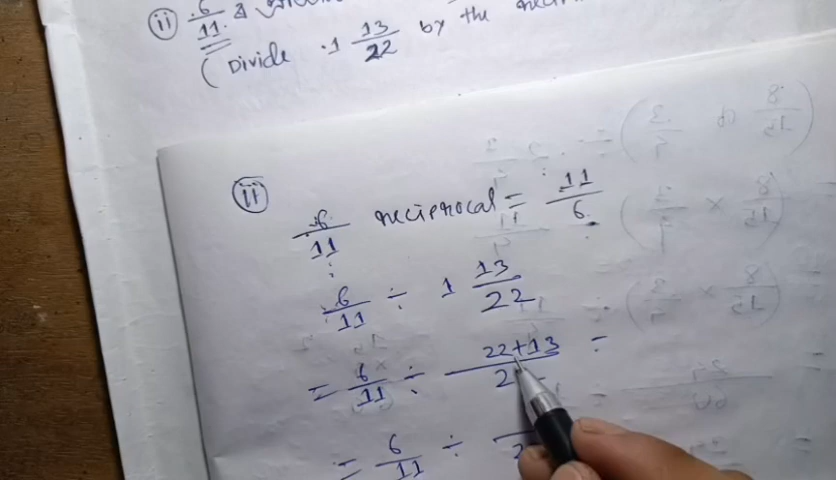 ii) 6/11
(Divide 1 13/22 by the
ii)
6/11 reciprocal = 11/6
6/11 ÷ 1 13/22
= 6/11 ÷ 22+13/2 =
= 6/11 ÷